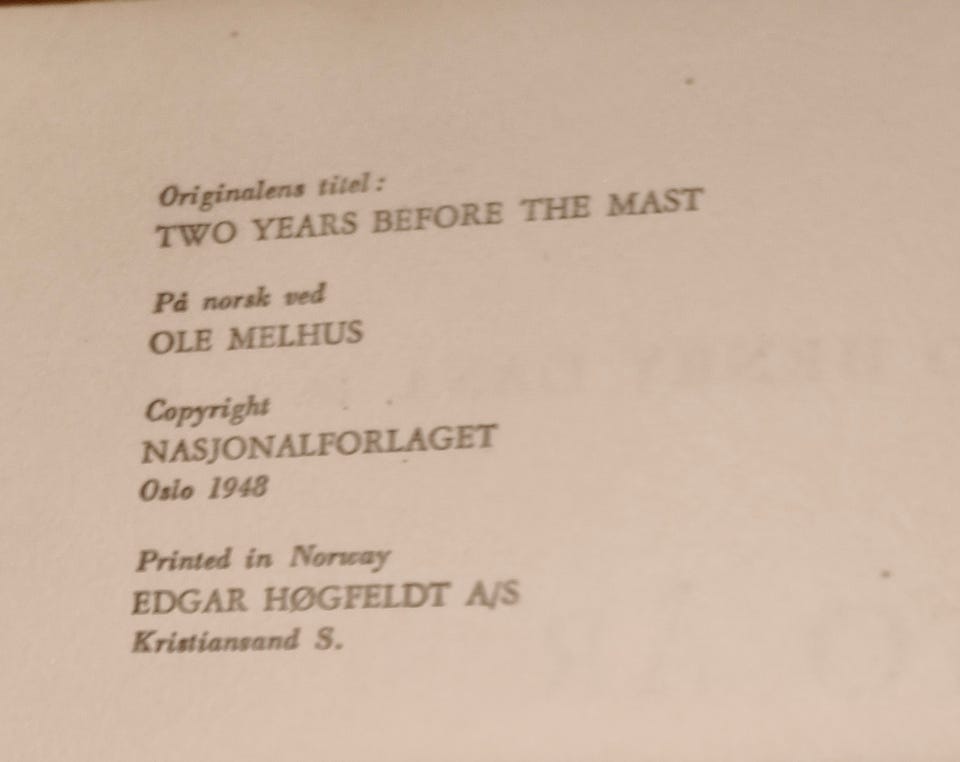 Originalens titel:
TWO YEARS BEFORE THE MAST
På norsk ved
OLE MELHUS
Copyright
NASJONALFORLAGET
Oslo 1948
Printed in Norway
EDGAR HØGFELDT A/S
Kristiansand S.